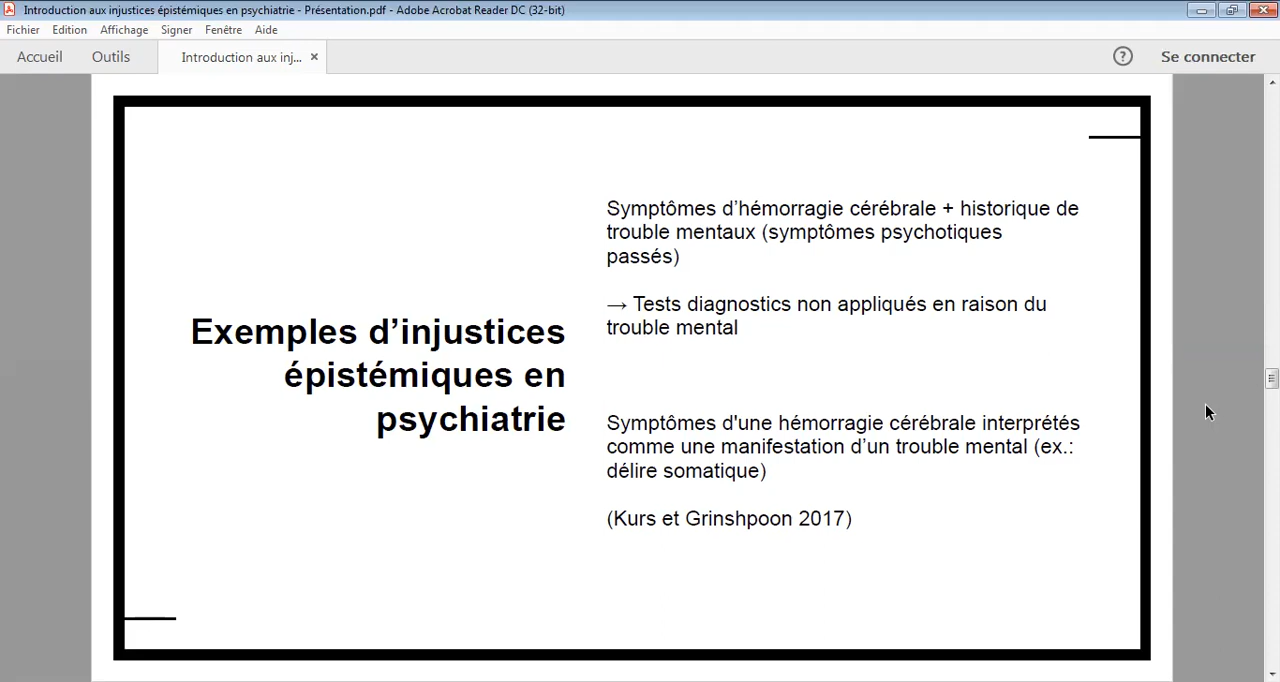 Introduction aux injustices épistémiques en psychiatrie - Présentation.pdf - Adobe Acrobat Reader DC (32-bit)
Fichier Edition Affichage Signer Fenêtre Aide
Accueil Outils Introduction aux inj... × ? Se connecter
Exemples d’injustices
épistémiques en
psychiatrie
Symptômes d’hémorragie cérébrale + historique de
trouble mentaux (symptômes psychotiques
passés)
→ Tests diagnostics non appliqués en raison du
trouble mental
Symptômes d'une hémorragie cérébrale interprétés
comme une manifestation d’un trouble mental (ex.:
délire somatique)
(Kurs et Grinshpoon 2017)